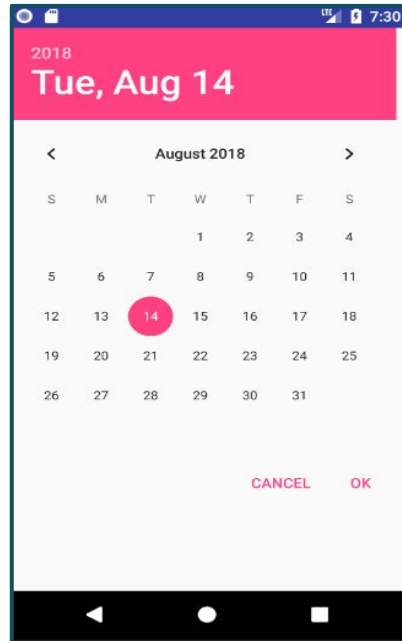 LTE 7:30
2018
Tue, Aug 14
August 2018
S M T W T F S
1 2 3 4
5 6 7 8 9 10 11
12 13 14 15 16 17 18
19 20 21 22 23 24 25
26 27 28 29 30 31
CANCEL OK